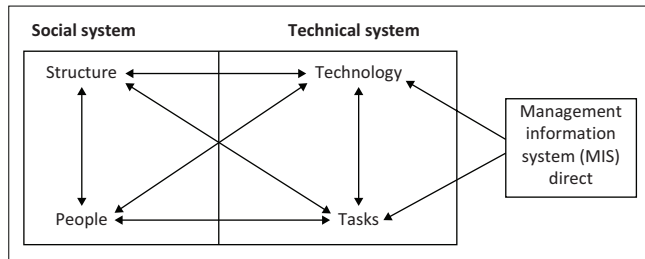 Social system
Technical system
Structure
Technology
People
Tasks
Management
information
system (MIS)
direct